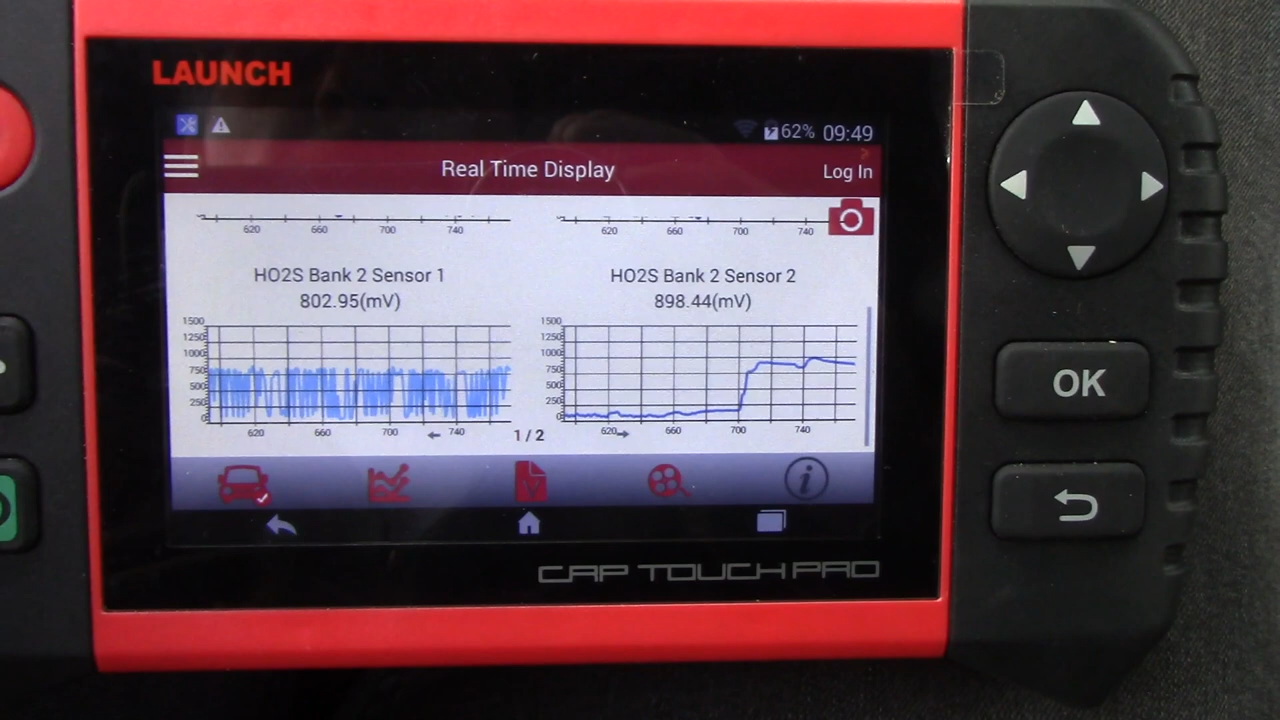 LAUNCH
62% 09:49
Real Time Display
Log In
620 660 700 740
620 660 700 740
HO2S Bank 2 Sensor 1
802.95(mV)
HO2S Bank 2 Sensor 2
898.44(mV)
1500
1250
1000
750
500
250
0
620 660 700 740
1500
1250
1000
750
500
250
0
620 660 700 740
1 / 2
i
OK
CRP TOUCH PRO